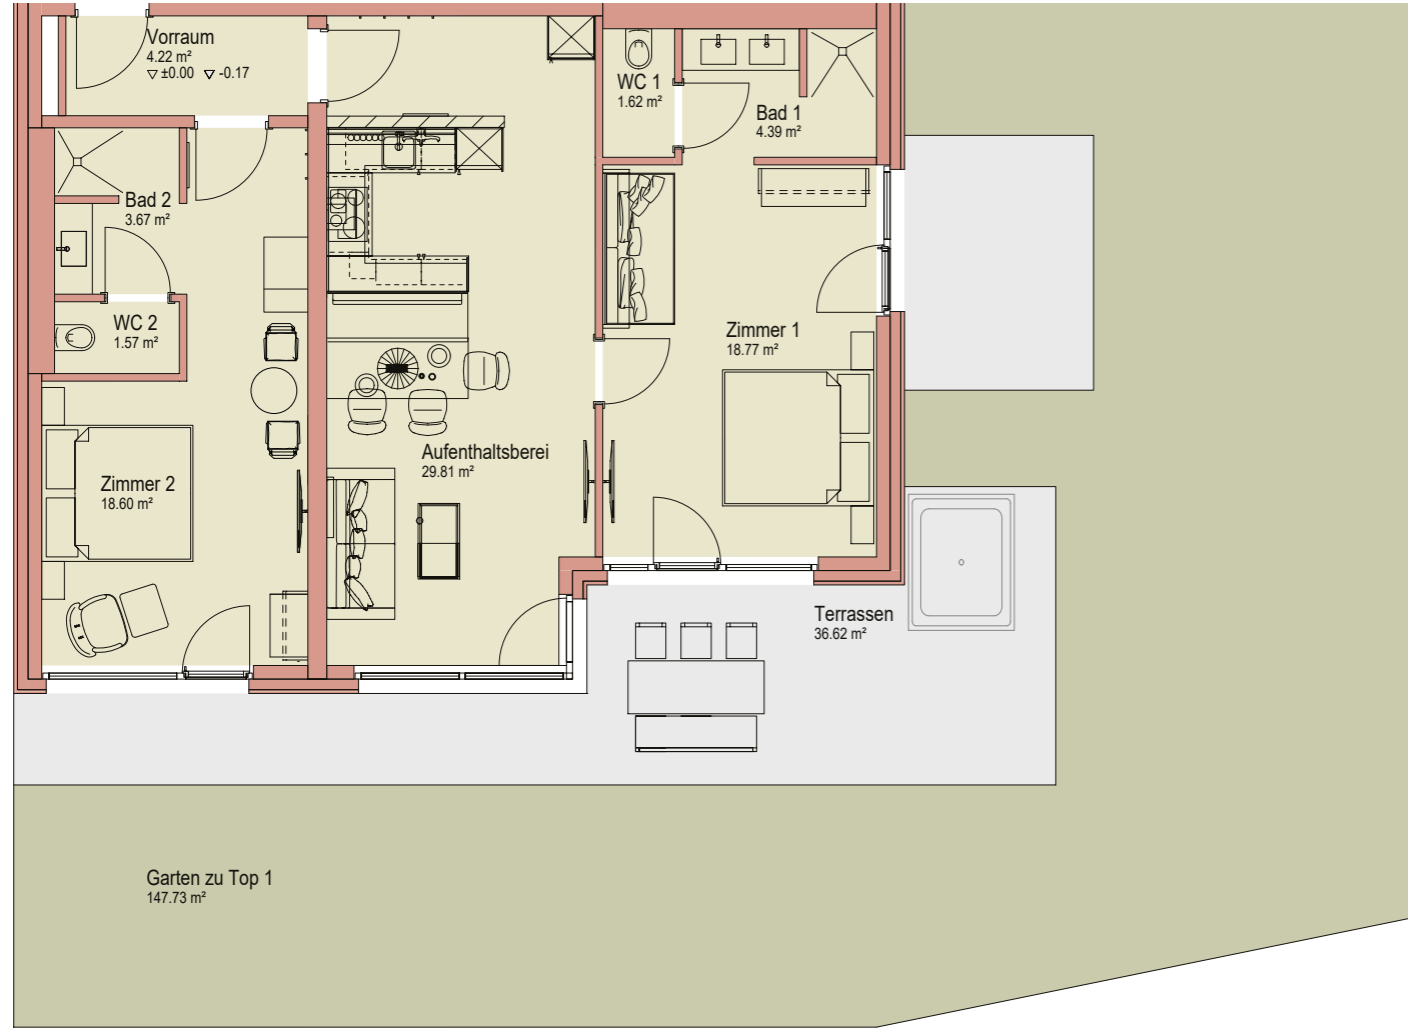 Vorraum
4.22 m²
▽ ±0.00 ▽ -0.17
WC 1
1.62 m²
Bad 1
4.39 m²
Bad 2
3.67 m²
WC 2
1.57 m²
Zimmer 1
18.77 m²
Aufenthaltsberei
29.81 m²
Zimmer 2
18.60 m²
Terrassen
36.62 m²
Garten zu Top 1
147.73 m²